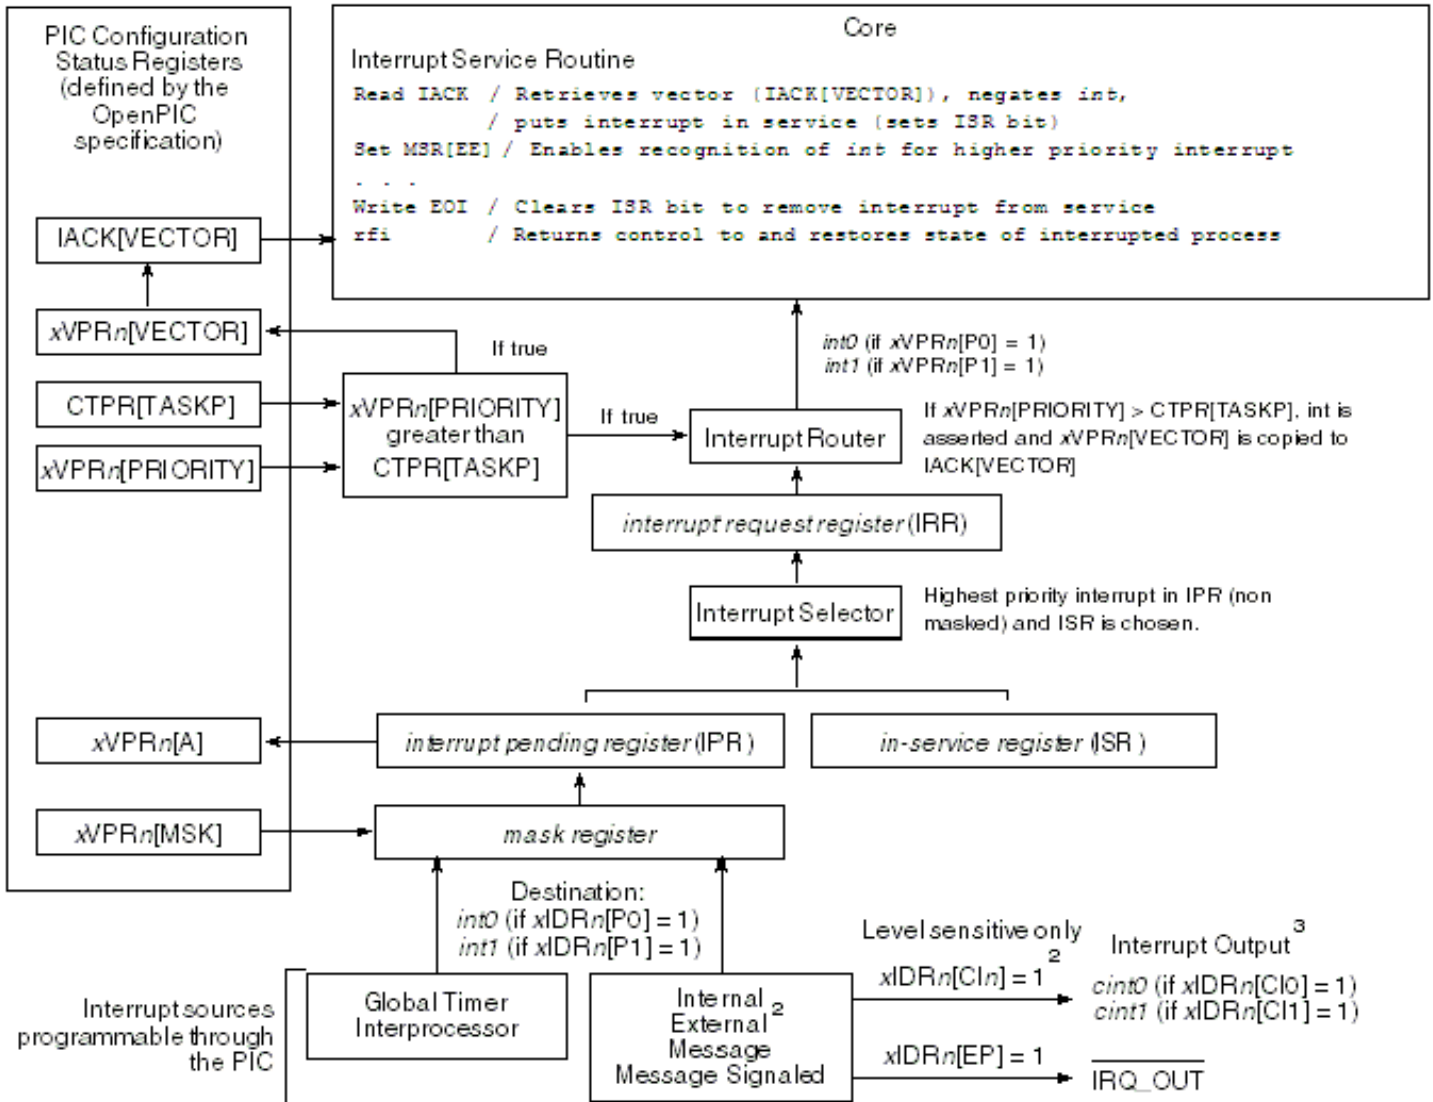 PIC Configuration
Status Registers
(defined by the
OpenPIC
specification)
Core
Interrupt Service Routine
Read IACK / Retrieves vector (IACK[VECTOR]), negates int,
/ puts interrupt in service (sets ISR bit)
Set MSR[EE] / Enables recognition of int for higher priority interrupt
. . .
Write EOI / Clears ISR bit to remove interrupt from service
rfi / Returns control to and restores state of interrupted process
IACK[VECTOR]
xVPRn[VECTOR]
If true
int0 (if xVPRn[P0] = 1)
int1 (if xVPRn[P1] = 1)
CTPR[TASKP]
xVPRn[PRIORITY]
xVPRn[PRIORITY]
greater than
CTPR[TASKP]
If true
Interrupt Router
If xVPRn[PRIORITY] > CTPR[TASKP], int is
asserted and xVPRn[VECTOR] is copied to
IACK[VECTOR]
interrupt request register (IRR)
Interrupt Selector
Highest priority interrupt in IPR (non
masked) and ISR is chosen.
xVPRn[A]
interrupt pending register (IPR )
in-service register (ISR )
xVPRn[MSK]
mask register
Destination:
int0 (if xIDRn[P0] = 1)
int1 (if xIDRn[P1] = 1)
Interrupt sources
programmable through
the PIC
Global Timer
Interprocessor
Internal
External 2
Message
Message Signaled
Level sensitive only
xIDRn[CIn] = 1 2
xIDRn[EP] = 1
Interrupt Output 3
cint0 (if xIDRn[CI0] = 1)
cint1 (if xIDRn[CI1] = 1)
IRQ_OUT